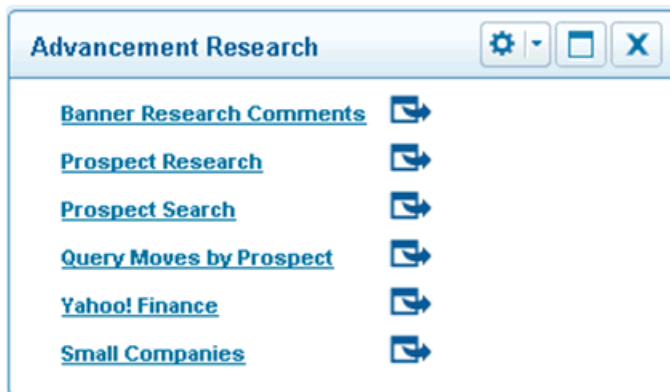 Advancement Research
Banner Research Comments
Prospect Research
Prospect Search
Query Moves by Prospect
Yahoo! Finance
Small Companies